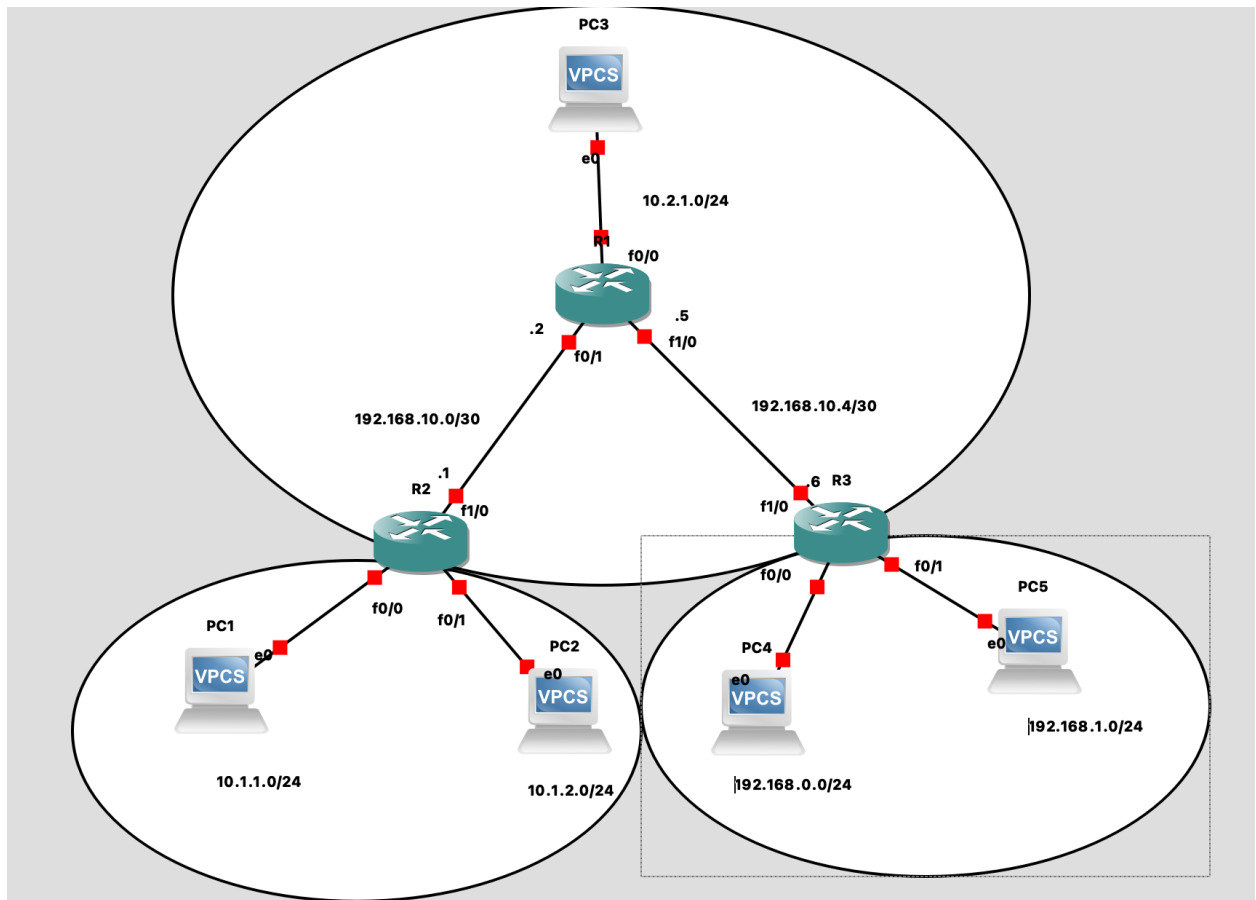 PC3
VPCS
e0
10.2.1.0/24
R1
f0/0
.2
.5
f0/1
f1/0
192.168.10.0/30
192.168.10.4/30
.1
.6
R2
R3
f1/0
f1/0
f0/0
f0/1
f0/0
f0/1
PC1
e0
VPCS
PC2
e0
VPCS
PC4
e0
VPCS
PC5
e0
VPCS
10.1.1.0/24
10.1.2.0/24
192.168.0.0/24
192.168.1.0/24